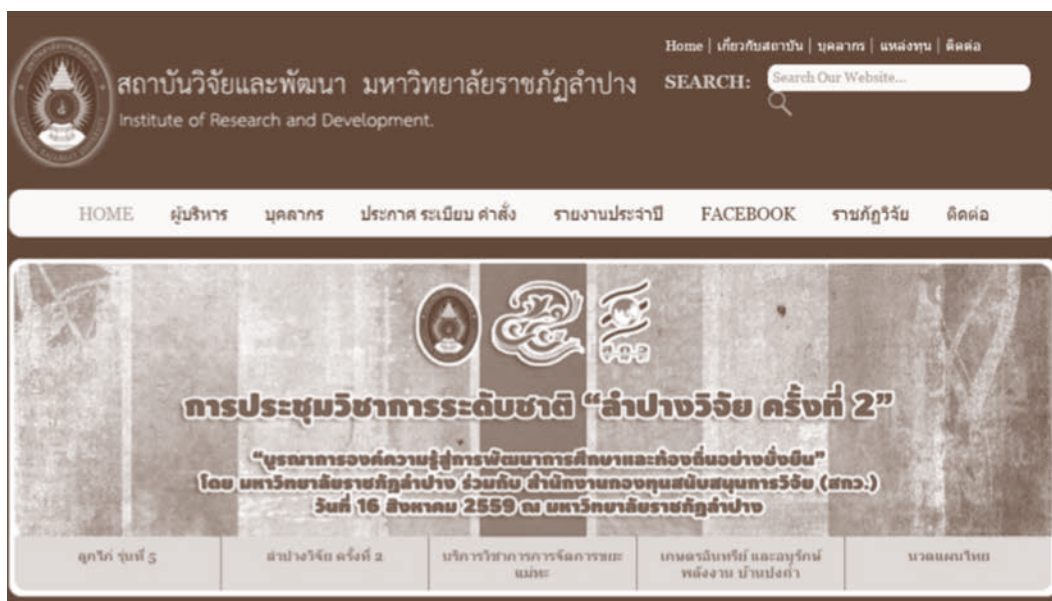 Home | เกี่ยวกับสถาบัน | บุคลากร | แหล่งทุน | ติดต่อ
สถาบันวิจัยและพัฒนา มหาวิทยาลัยราชภัฏลำปาง
Institute of Research and Development.
SEARCH: Search Our Website...
HOME ผู้บริหาร บุคลากร ประกาศ ระเบียบ คำสั่ง รายงานประจำปี FACEBOOK ราชภัฏวิจัย ติดต่อ
สกว
การประชุมวิชาการระดับชาติ “ลำปางวิจัย ครั้งที่ 2”
“บูรณาการองค์ความรู้สู่การพัฒนาการศึกษาและท้องถิ่นอย่างยั่งยืน”
โดย มหาวิทยาลัยราชภัฏลำปาง ร่วมกับ สำนักงานกองทุนสนับสนุนการวิจัย (สกว.)
วันที่ 16 สิงหาคม 2559 ณ มหาวิทยาลัยราชภัฏลำปาง
ลูกไก่ รุ่นที่ 5
ลำปางวิจัย ครั้งที่ 2
บริการวิชาการการจัดการขยะ
แม่ทะ
เกษตรอินทรีย์ และอนุรักษ์
พลังงาน บ้านปงถ้ำ
นวดแผนไทย